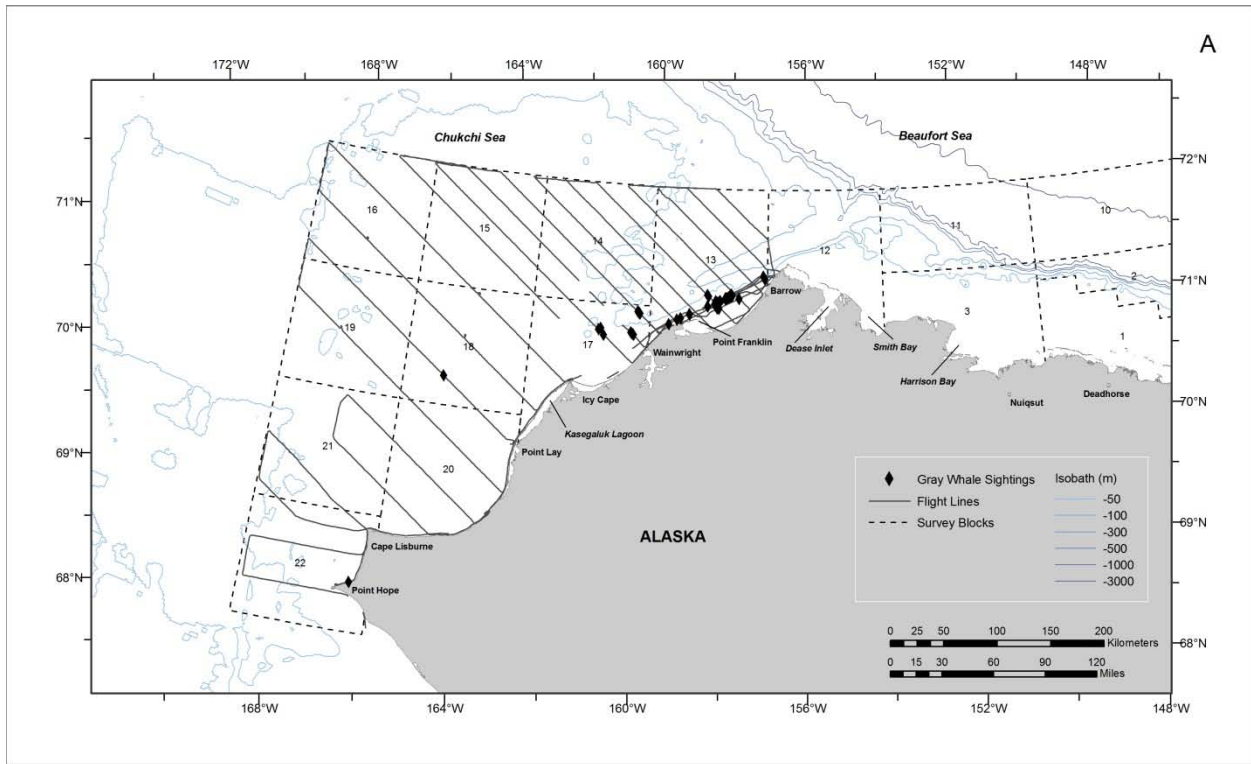 A
172°W
168°W
164°W
160°W
156°W
152°W
148°W
Chukchi Sea
Beaufort Sea
72°N
71°N
16
15
14
13
12
11
10
2
71°N
Barrow
70°N
19
18
17
Point Franklin
Wainwright
Dease Inlet
Smith Bay
3
1
Harrison Bay
Nuiqsut
Deadhorse
Icy Cape
Kasegaluk Lagoon
70°N
69°N
21
20
Point Lay
Gray Whale Sightings
Flight Lines
Survey Blocks
Isobath (m)
-50
-100
-300
-500
-1000
-3000
69°N
ALASKA
Cape Lisburne
22
68°N
Point Hope
0 25 50 100 150 200
Kilometers
68°N
0 15 30 60 90 120
Miles
168°W
164°W
160°W
156°W
152°W
148°W